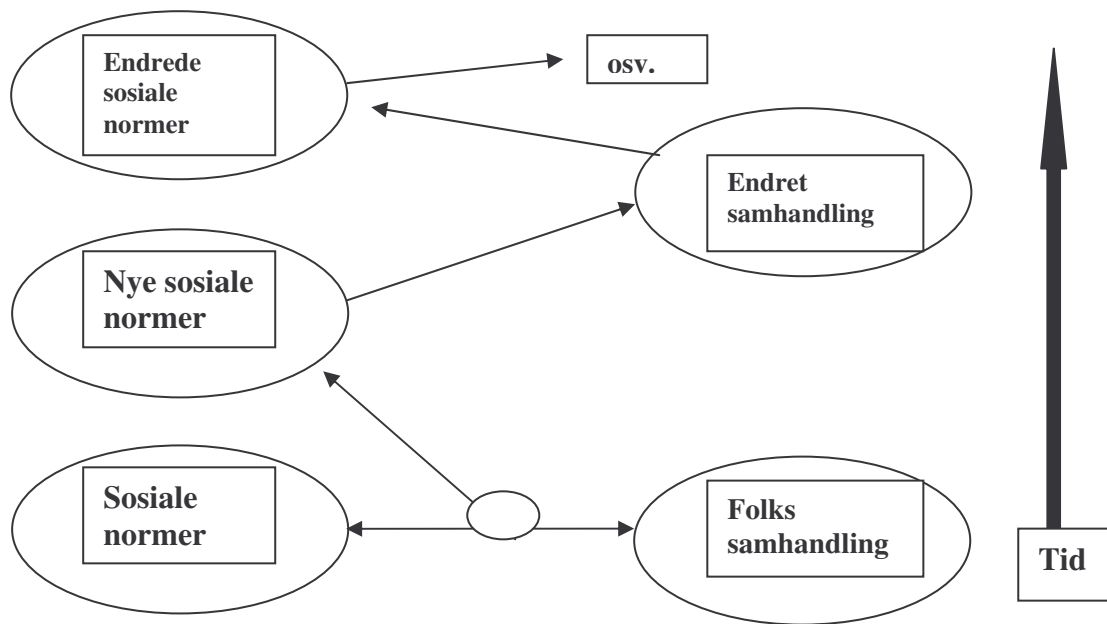 Endrede
sosiale
normer
osv.
Endret
samhandling
Nye sosiale
normer
Sosiale
normer
Folks
samhandling
Tid